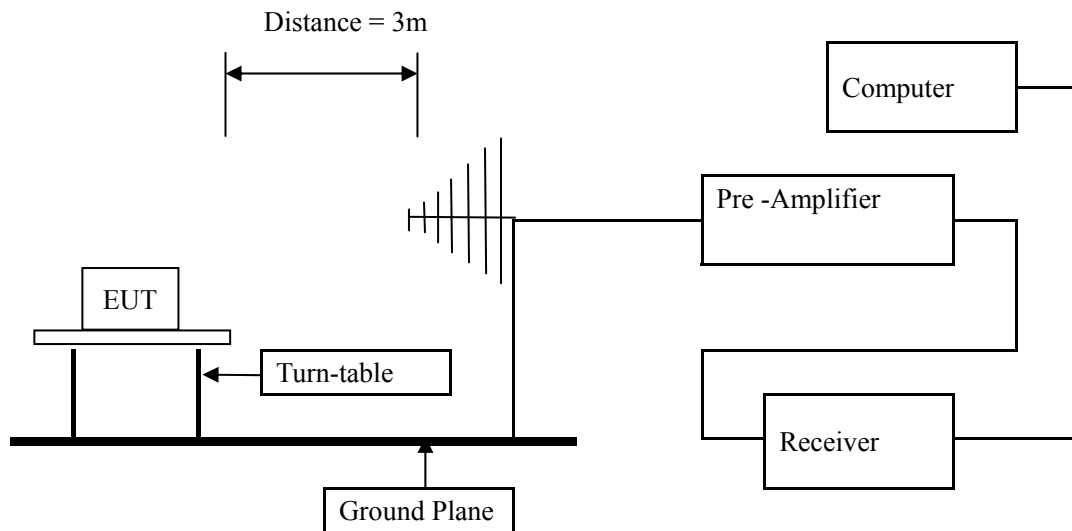 Distance = 3m
Computer
Pre -Amplifier
EUT
Turn-table
Receiver
Ground Plane